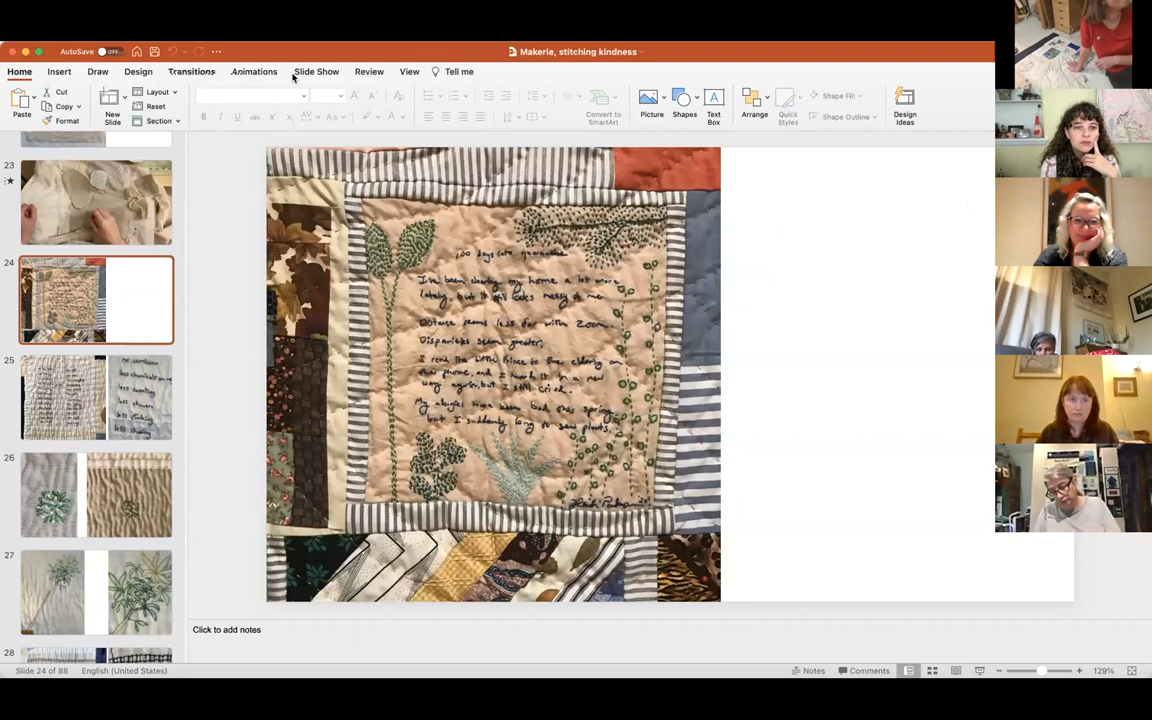 AutoSave OFF
Makerie, stitching kindness
Home Insert Draw Design Transitions Animations Slide Show Review View Tell me
Paste
Cut
Copy
Format
New Slide
Layout
Reset
Section
Convert to SmartArt
Picture
Shapes
Text Box
Arrange
Quick Styles
Shape Fill
Shape Outline
Design Ideas
23
24
25
less sweating
less showers
26
27
28
100 days into quarantine
I've been cleaning my home a lot more
lately, but it still looks messy to me
Distance seems less far with Zoom.
Disparities seem greater.
I read the Little Prince to the elderly on
the phone, and I heard it in a new
way again, but I still cried.
My allergies have been bad this spring,
but I suddenly long to sew plants.
Click to add notes
Slide 24 of 88 English (United States)
Notes Comments 129%